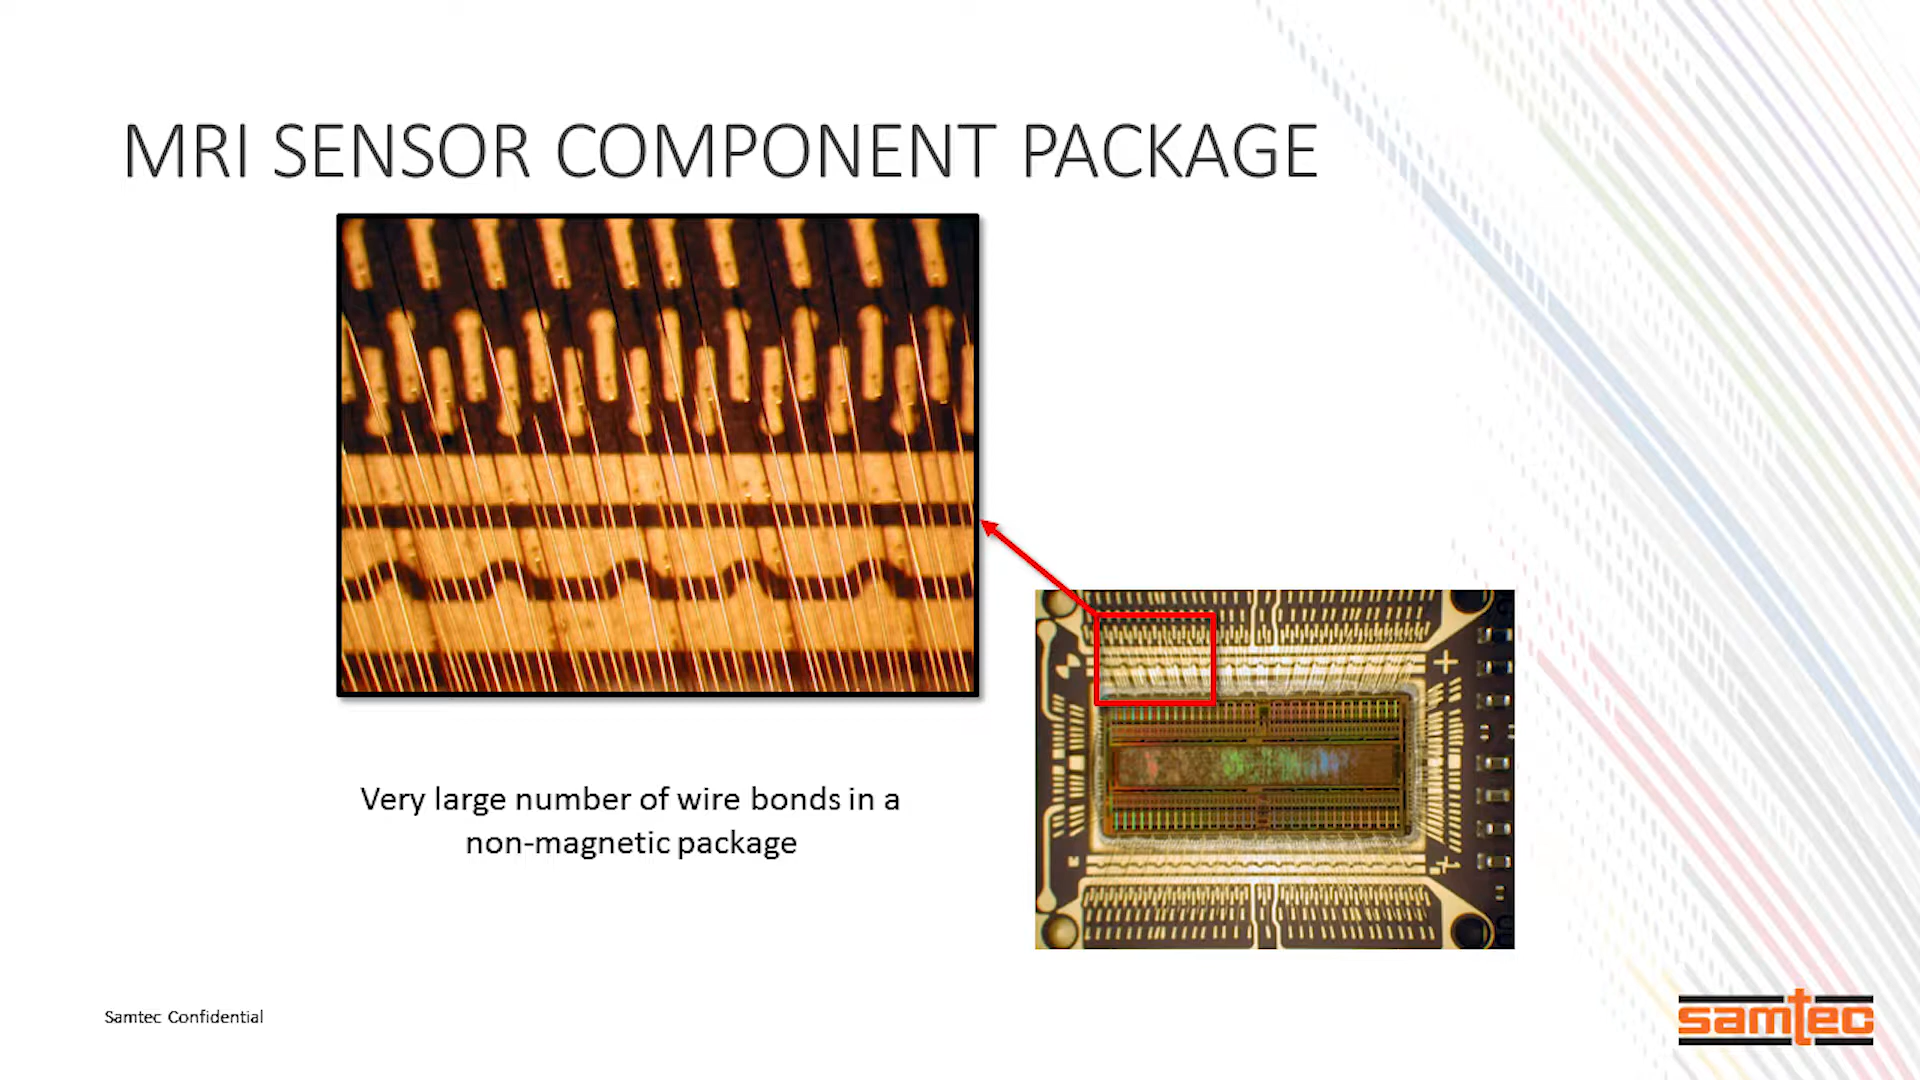 MRI SENSOR COMPONENT PACKAGE
Very large number of wire bonds in a
non-magnetic package
Samtec Confidential
samtec